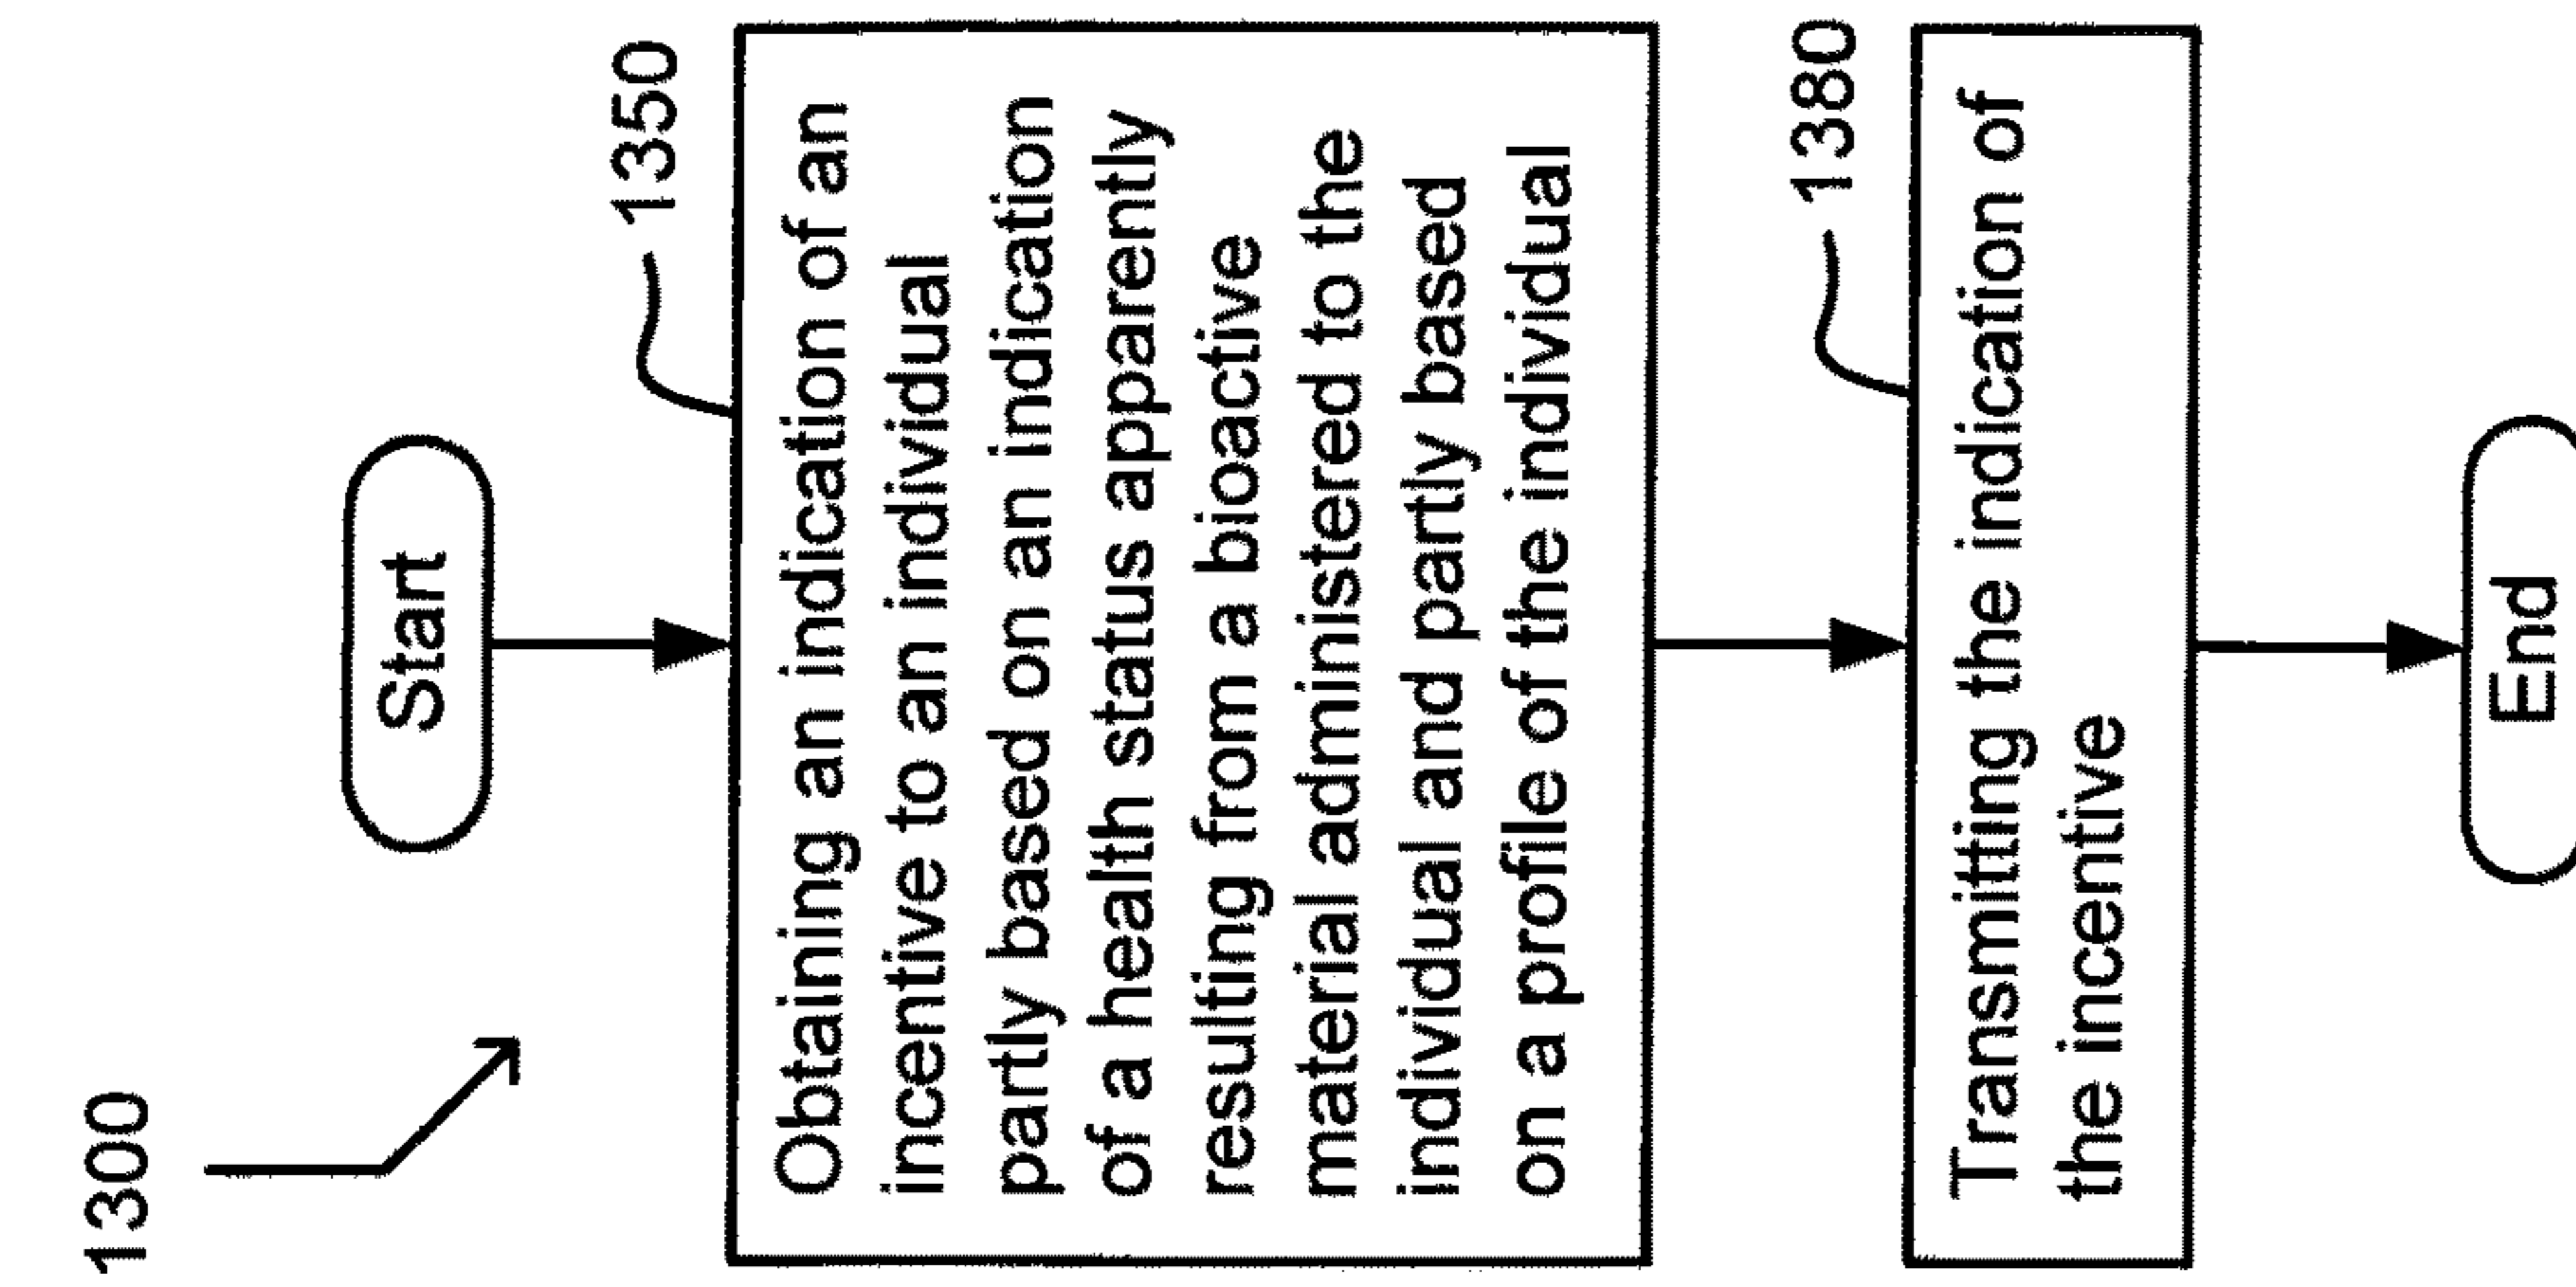 1300
Start
1350
Obtaining an indication of an
incentive to an individual
partly based on an indication
of a health status apparently
resulting from a bioactive
material administered to the
individual and partly based
on a profile of the individual
1380
Transmitting the indication of
the incentive
End